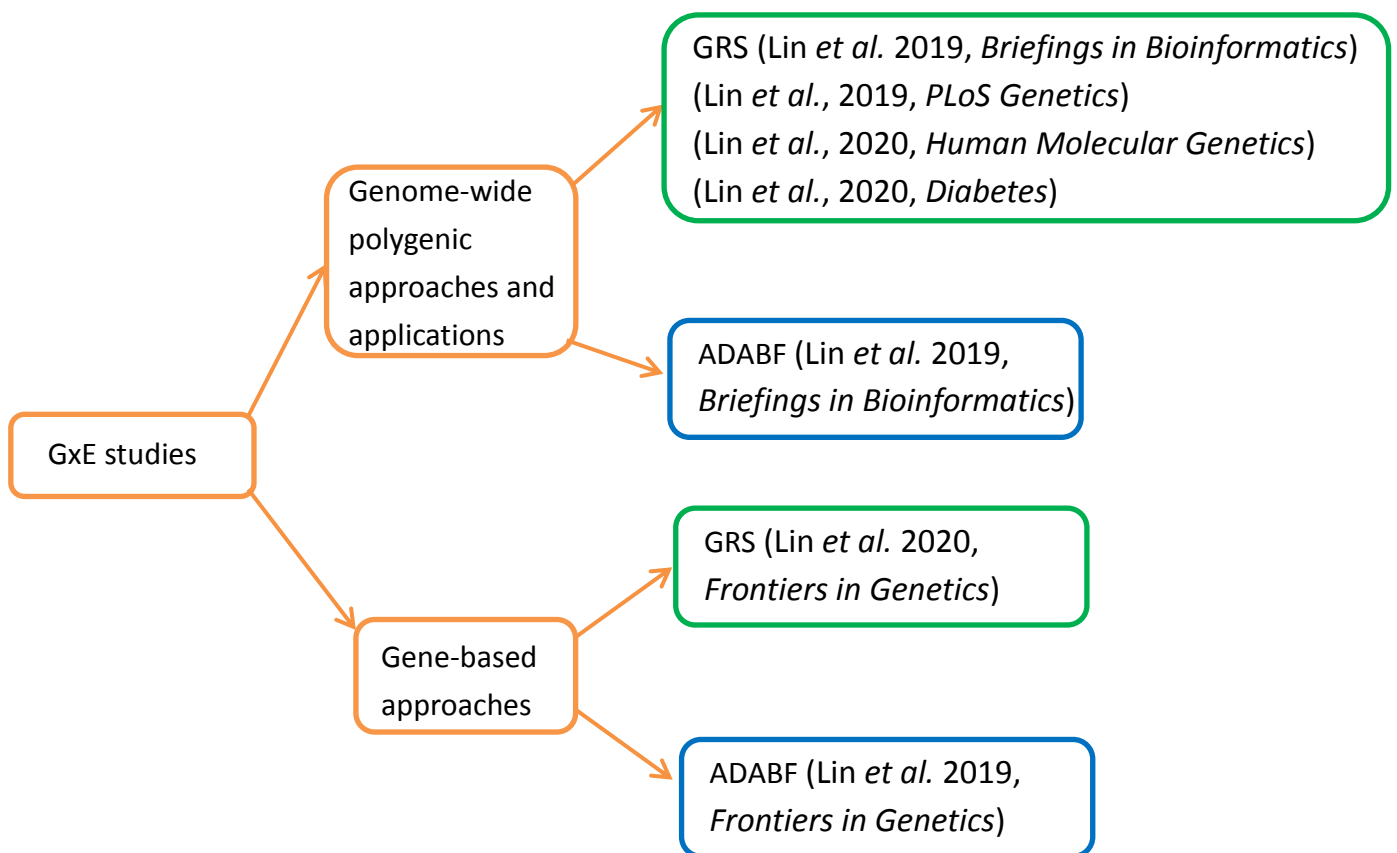 GRS (Lin et al. 2019, Briefings in Bioinformatics)
(Lin et al., 2019, PLoS Genetics)
(Lin et al., 2020, Human Molecular Genetics)
(Lin et al., 2020, Diabetes)
Genome-wide
polygenic
approaches and
applications
ADABF (Lin et al. 2019,
Briefings in Bioinformatics)
GxE studies
GRS (Lin et al. 2020,
Frontiers in Genetics)
Gene-based
approaches
ADABF (Lin et al. 2019,
Frontiers in Genetics)